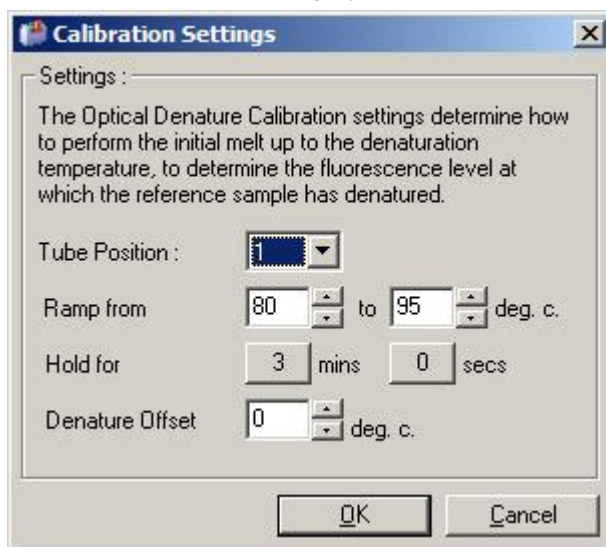 Calibration Settings
Settings :
The Optical Denature Calibration settings determine how
to perform the initial melt up to the denaturation
temperature, to determine the fluorescence level at
which the reference sample has denatured.
Tube Position : 1
Ramp from 80 to 95 deg. c.
Hold for 3 mins 0 secs
Denature Offset 0 deg. c.
OK Cancel